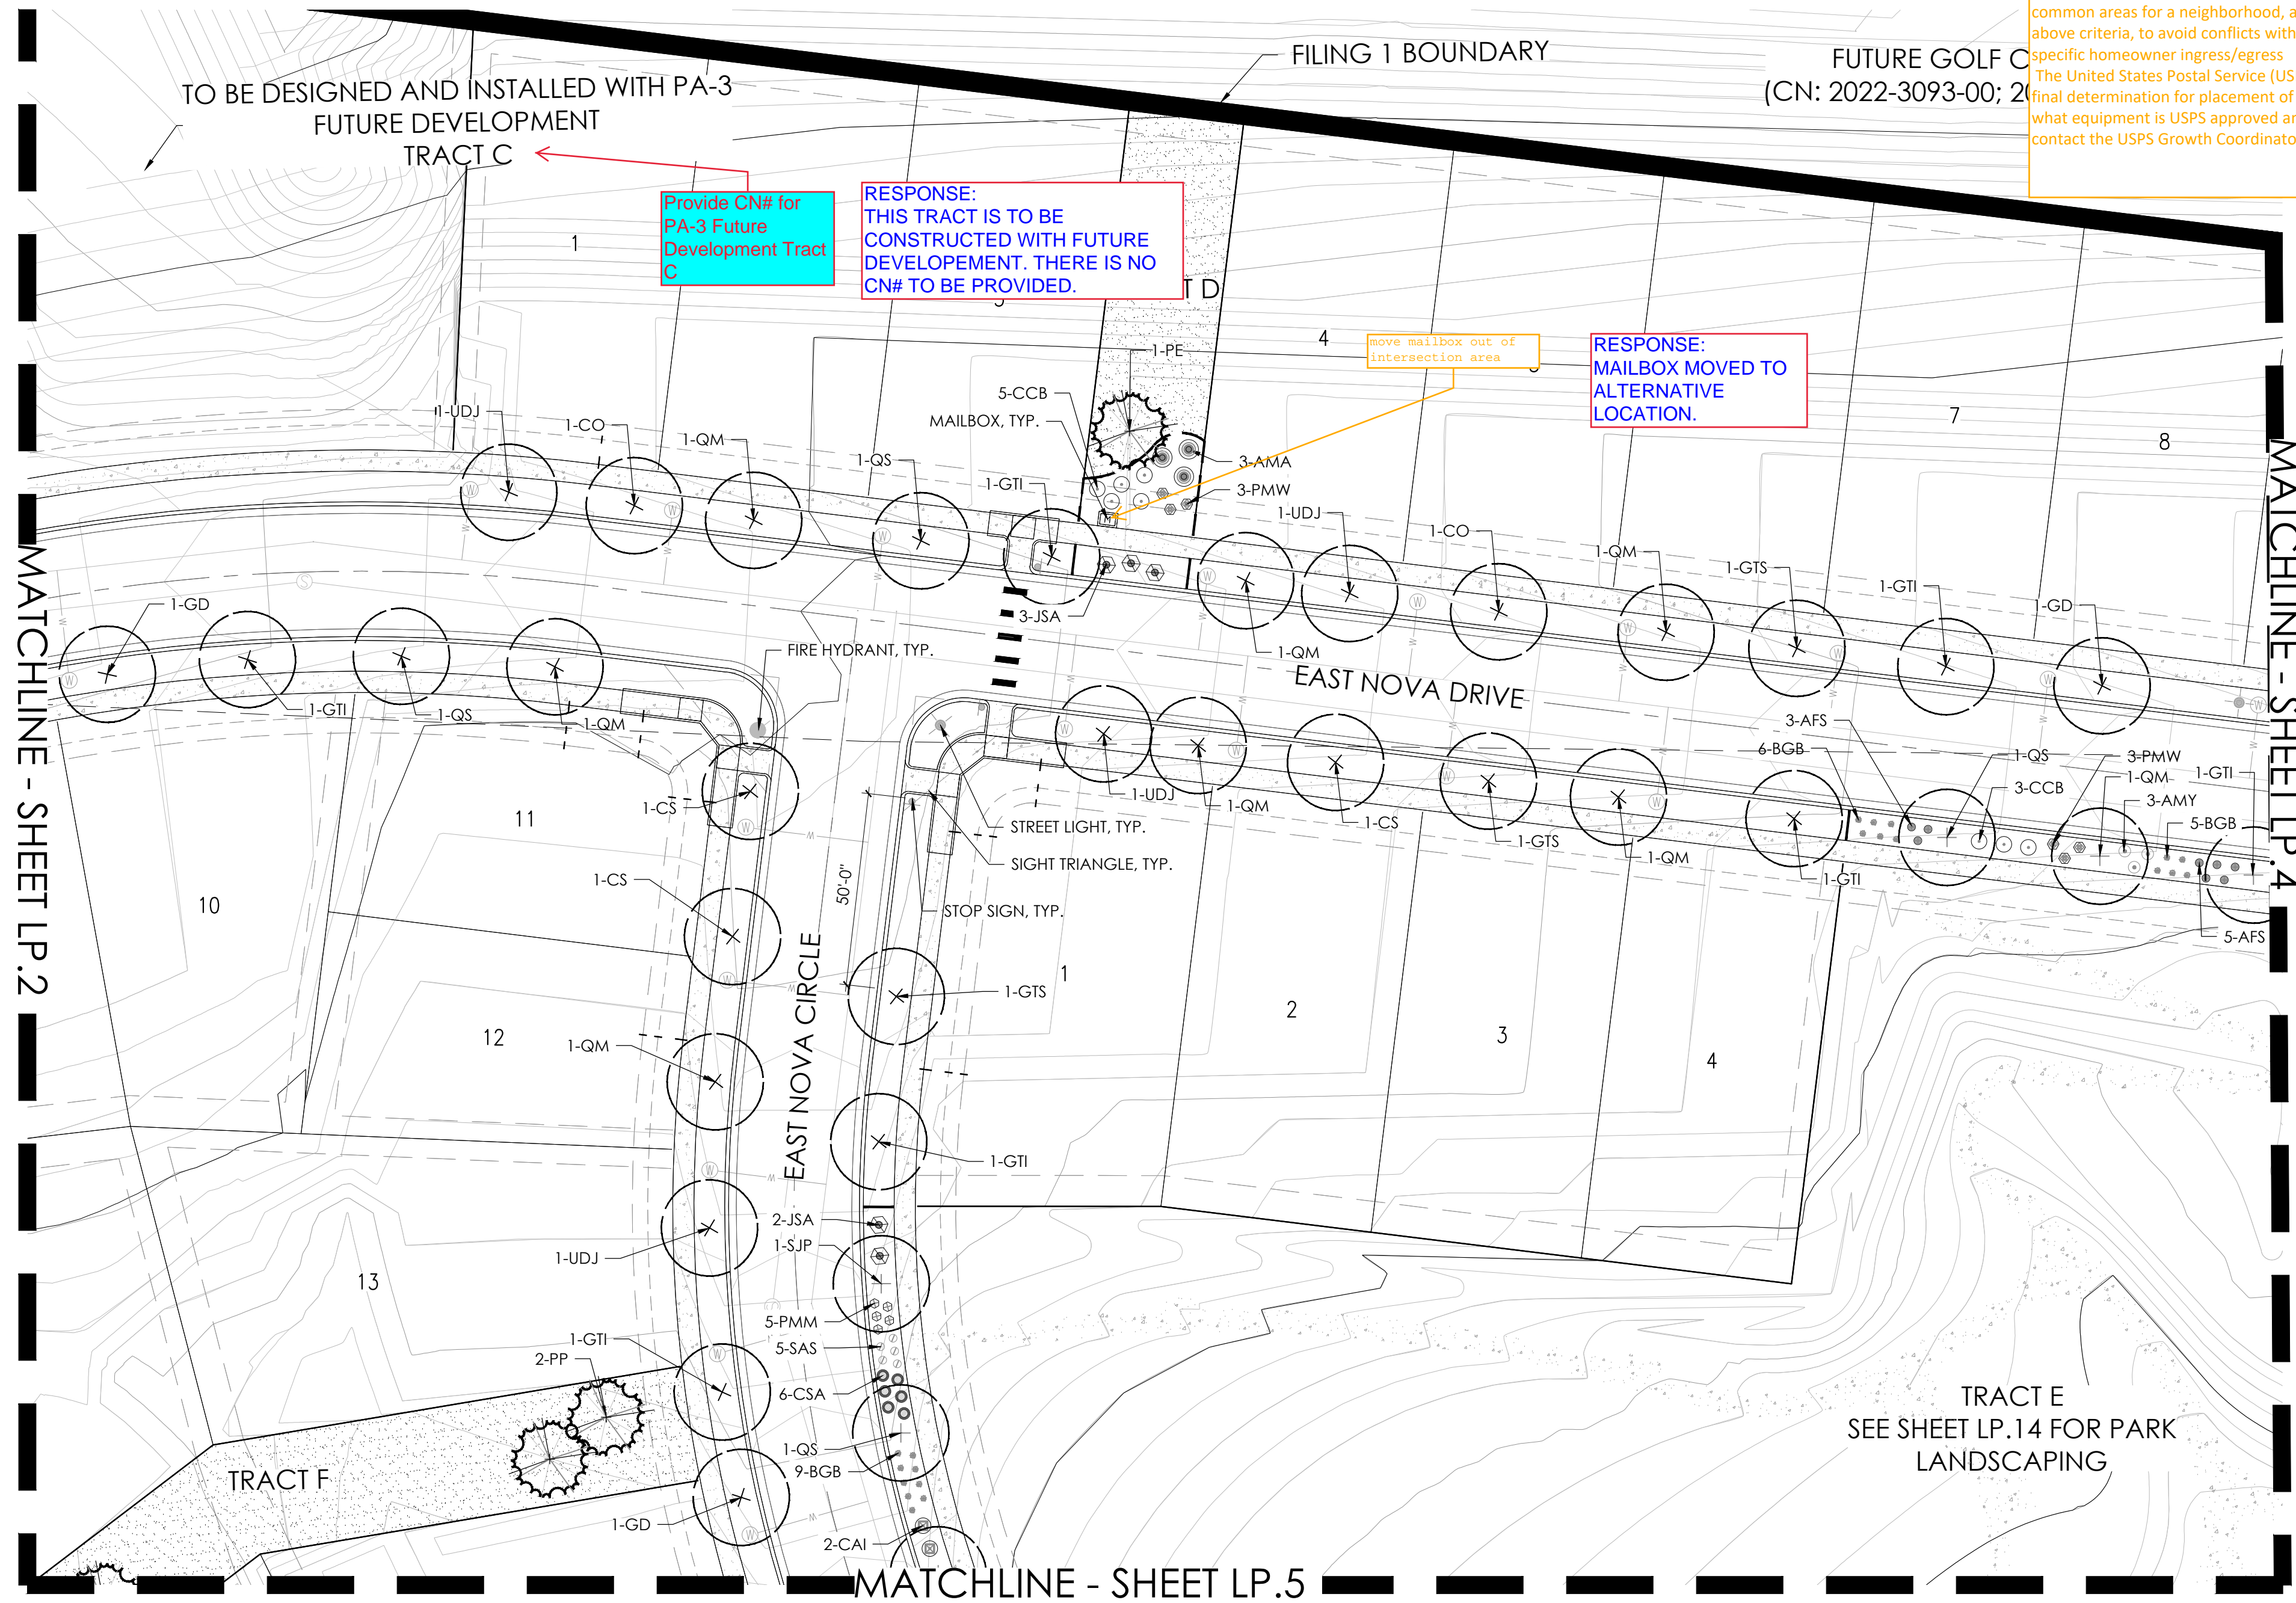 common areas for a neighborhood, a
above criteria, to avoid conflicts with
specific homeowner ingress/egress
The United States Postal Service (US
final determination for placement of
what equipment is USPS approved an
contact the USPS Growth Coordinato
FILING 1 BOUNDARY
FUTURE GOLF C
(CN: 2022-3093-00; 20
TO BE DESIGNED AND INSTALLED WITH PA-3
FUTURE DEVELOPMENT
TRACT C
Provide CN# for
PA-3 Future
Development Tract
C
RESPONSE:
THIS TRACT IS TO BE
CONSTRUCTED WITH FUTURE
DEVELOPEMENT. THERE IS NO
CN# TO BE PROVIDED.
T D
1
4
7
8
move mailbox out of
intersection area
RESPONSE:
MAILBOX MOVED TO
ALTERNATIVE
LOCATION.
1-PE
5-CCB
MAILBOX, TYP.
3-AMA
3-PMW
1-UDJ
1-CO
1-QM
1-QS
1-GTI
M
3-JSA
1-UDJ
1-QM
1-CO
1-QM
1-GTS
1-GTI
1-GD
EAST NOVA DRIVE
MATCHLINE - SHEET LP.2
MATCHLINE - SHEET LP.4
1-GD
1-GTI
1-QS
1-QM
FIRE HYDRANT, TYP.
1-CS
1-UDJ
1-QM
1-CS
1-GTS
1-QM
1-GTI
6-BGB
3-AFS
1-QS
3-CCB
3-PMW
1-QM
3-AMY
1-GTI
5-BGB
5-AFS
STREET LIGHT, TYP.
SIGHT TRIANGLE, TYP.
STOP SIGN, TYP.
50'-0"
EAST NOVA CIRCLE
10
11
12
13
1
2
3
4
1-CS
1-QM
1-UDJ
1-GTS
1-GTI
2-JSA
1-SJP
5-PMM
5-SAS
6-CSA
1-QS
9-BGB
2-CAI
1-GTI
2-PP
1-GD
TRACT F
TRACT E
SEE SHEET LP.14 FOR PARK
LANDSCAPING
MATCHLINE - SHEET LP.5